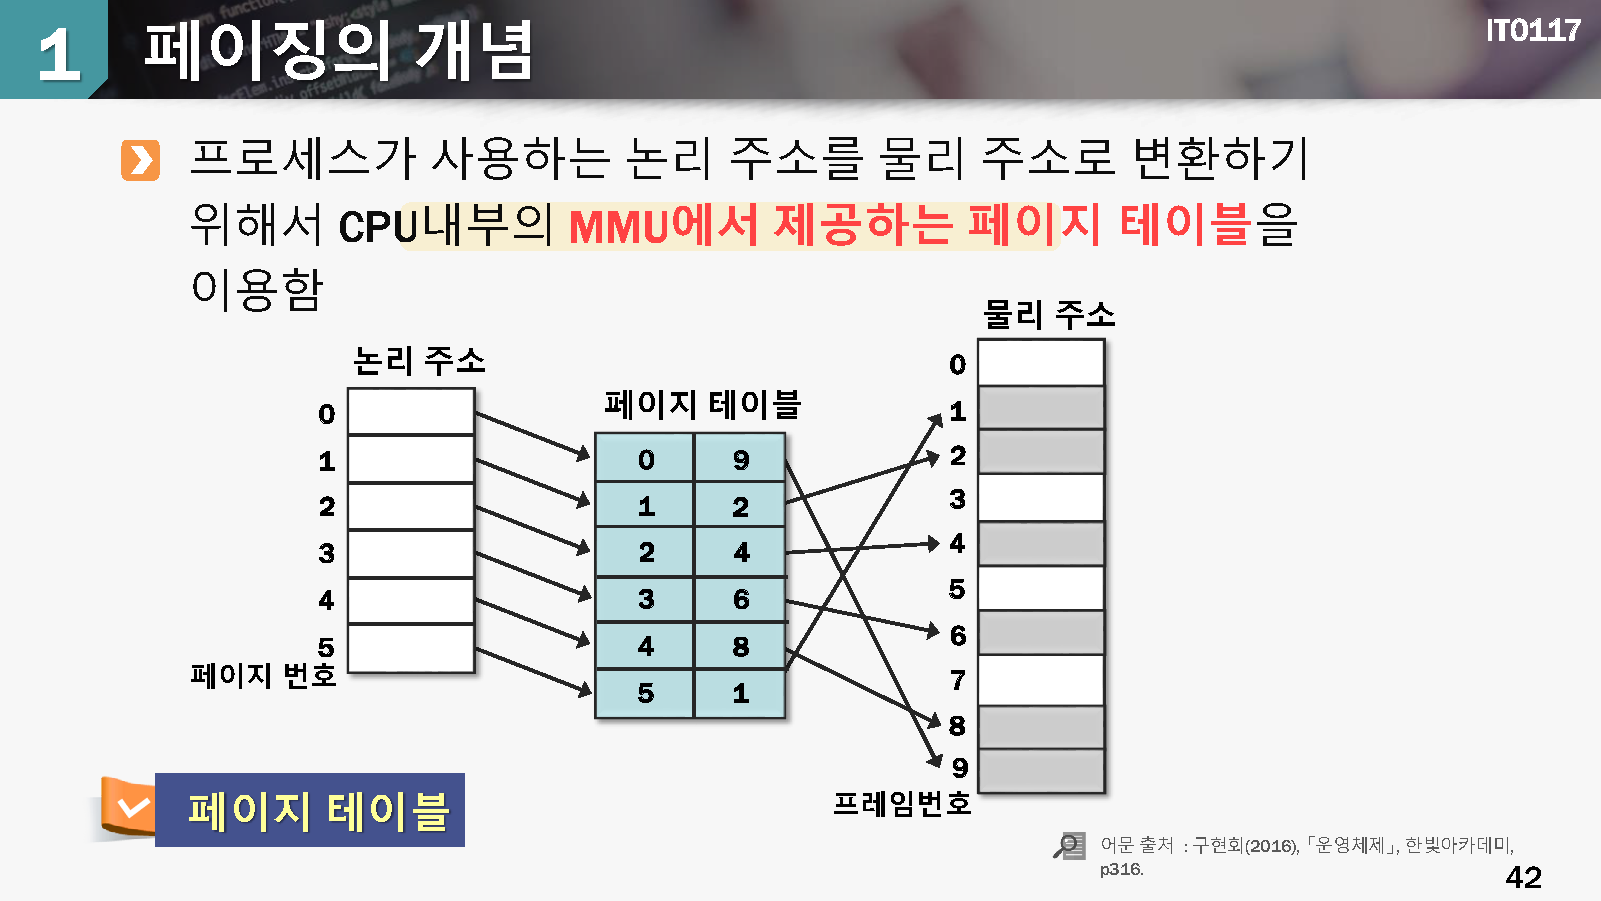 1
페이징의 개념
IT0117
프로세스가 사용하는 논리 주소를 물리 주소로 변환하기
위해서 CPU내부의 MMU에서 제공하는 페이지 테이블을
이용함
논리 주소
0
1
2
3
4
5
페이지 번호
페이지 테이블
0 9
1 2
2 4
3 6
4 8
5 1
물리 주소
0
1
2
3
4
5
6
7
8
9
프레임번호
페이지 테이블
어문 출처 : 구현회(2016), 「운영체제」, 한빛아카데미,
p316.
42